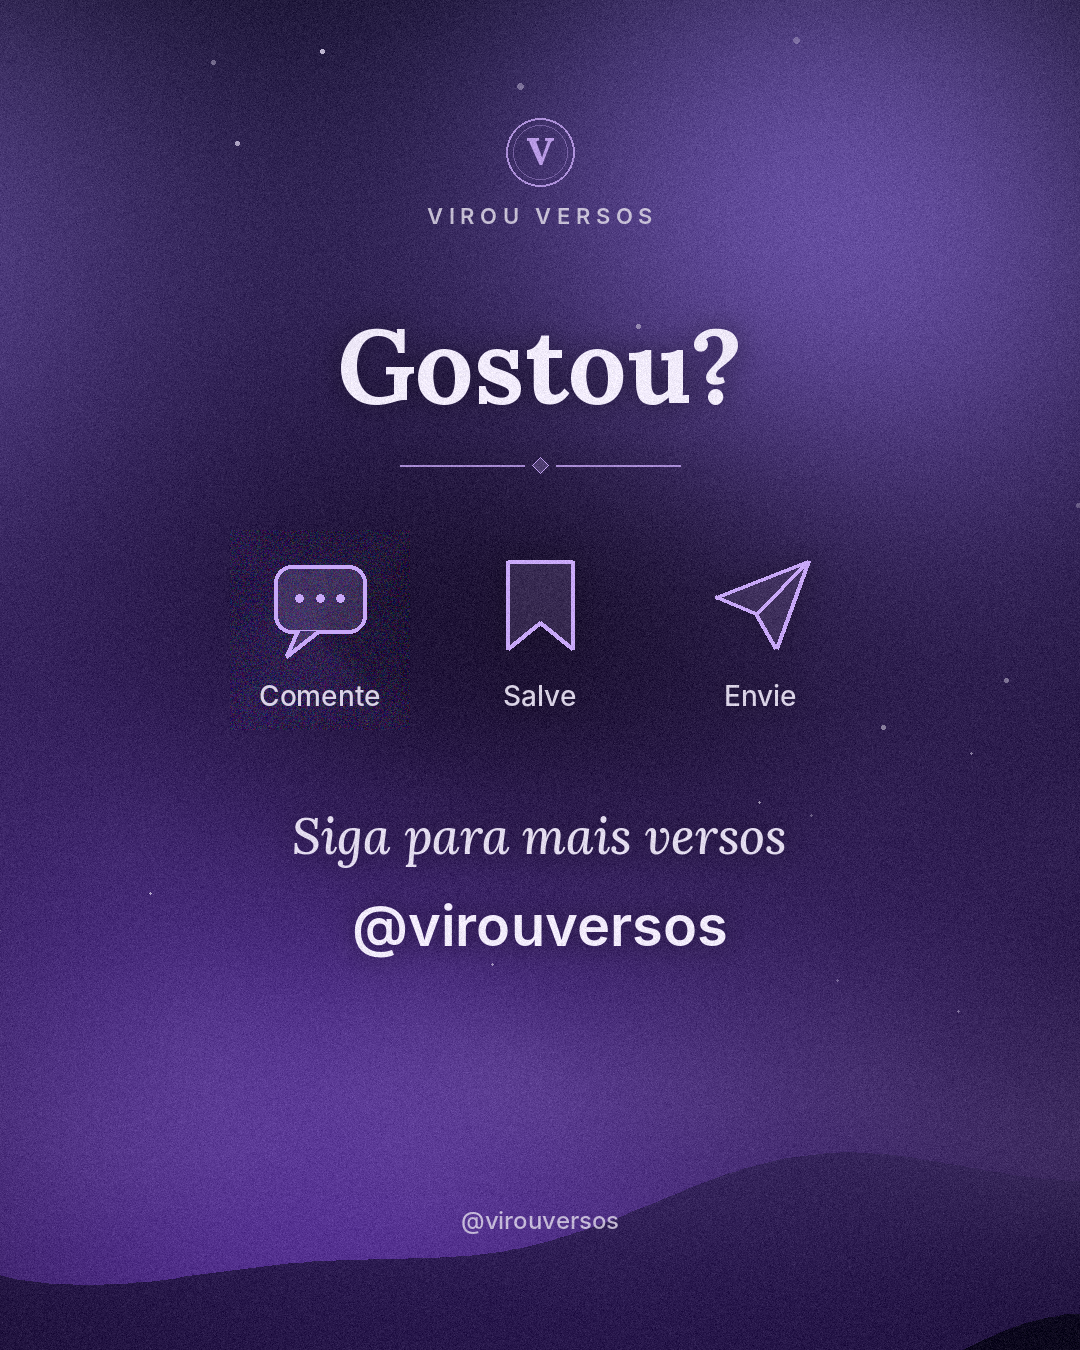 V
VIROU VERSOS
Gostou?
Comente Salve Envie
Siga para mais versos
@virouversos
@virouversos